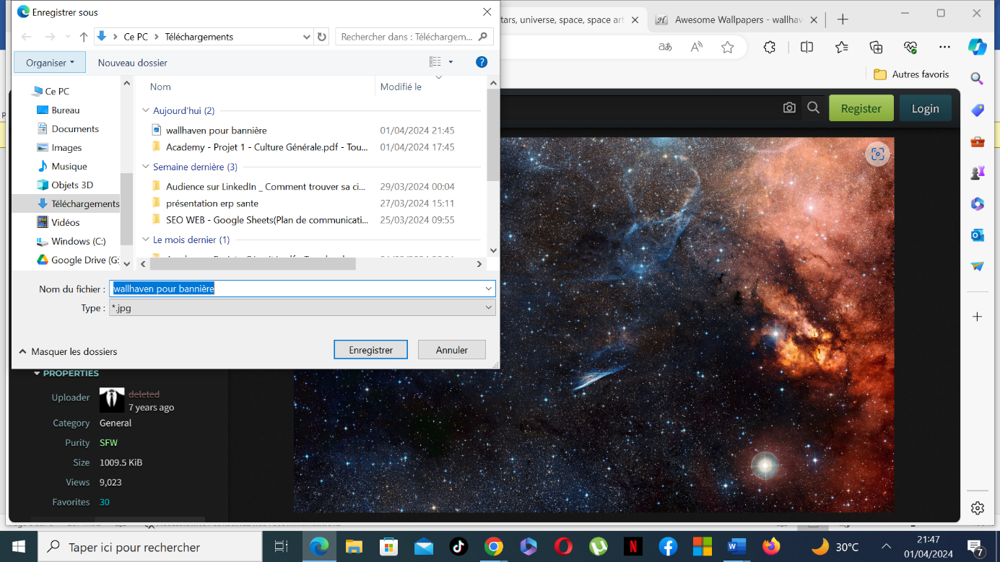 Enregistrer sous
tars, universe, space, space art
Awesome Wallpapers - wallhav
Ce PC > Téléchargements
Rechercher dans : Téléchargem...
Organiser
Nouveau dossier
Autres favoris
Register
Login
Ce PC
Bureau
Documents
Images
Musique
Objets 3D
Téléchargements
Vidéos
Windows (C:)
Google Drive (G:
Nom
Modifié le
Aujourd'hui (2)
wallhaven pour bannière 01/04/2024 21:45
Academy - Projet 1 - Culture Générale.pdf - Tou... 01/04/2024 17:45
Semaine dernière (3)
Audience sur LinkedIn _ Comment trouver sa ci... 29/03/2024 00:04
présentation erp sante 27/03/2024 15:11
SEO WEB - Google Sheets(Plan de communicati... 25/03/2024 09:55
Le mois dernier (1)
Nom du fichier : wallhaven pour bannière
Type : *.jpg
Masquer les dossiers
Enregistrer
Annuler
PROPERTIES
Uploader deleted
7 years ago
Category General
Purity SFW
Size 1009.5 KiB
Views 9,023
Favorites 30
Taper ici pour rechercher
30°C
21:47
01/04/2024
7